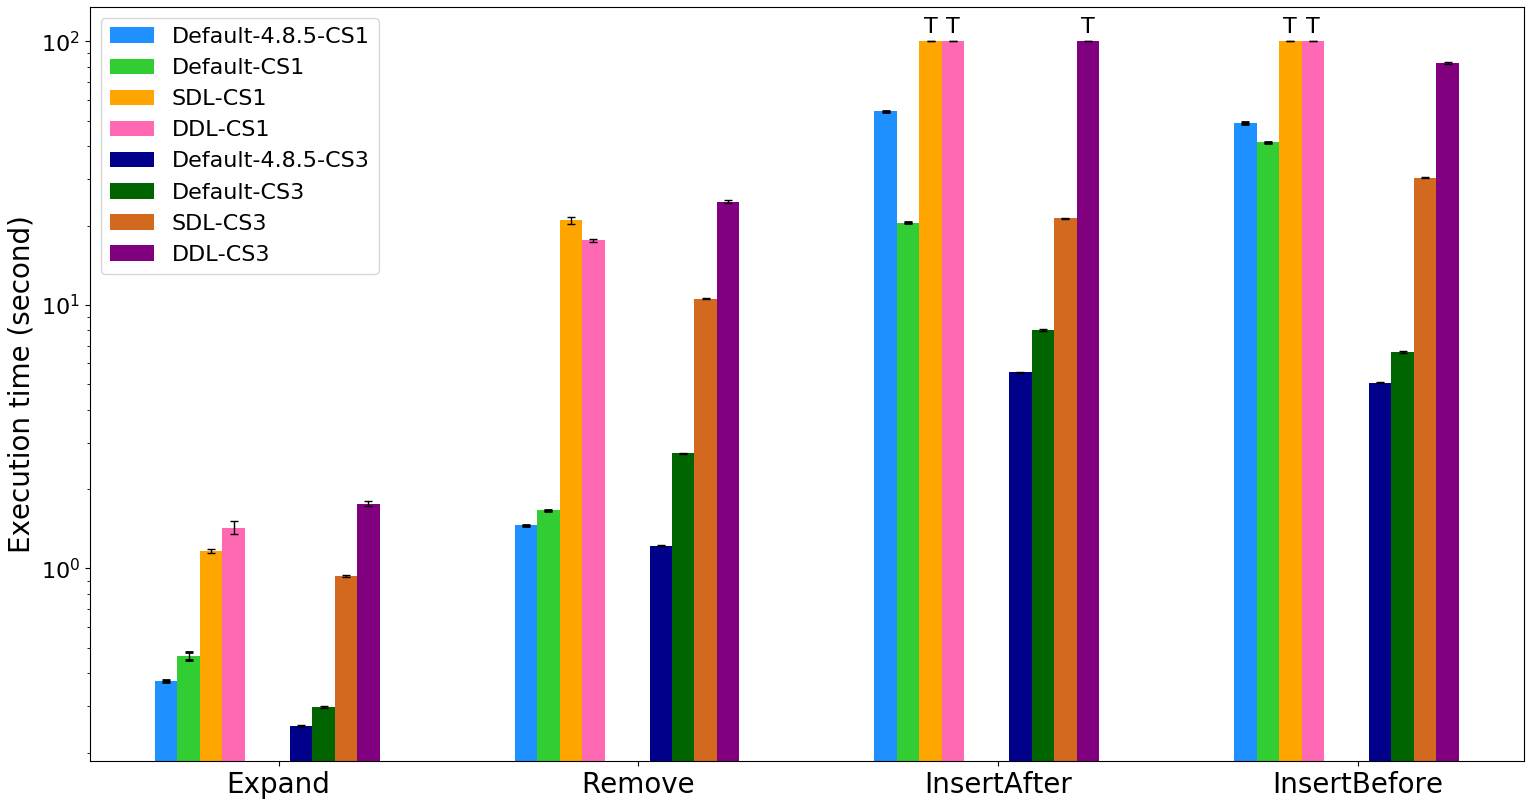 T T T T T
Default-4.8.5-CS1
Default-CS1
SDL-CS1
DDL-CS1
Default-4.8.5-CS3
Default-CS3
SDL-CS3
DDL-CS3
Execution time (second)
10²
10¹
10⁰
Expand Remove InsertAfter InsertBefore